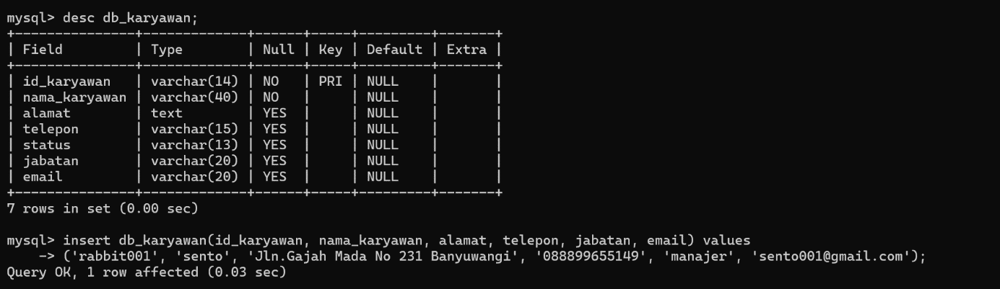 mysql> desc db_karyawan;
+---------------+-------------+------+-----+---------+-------+
| Field         | Type        | Null | Key | Default | Extra |
+---------------+-------------+------+-----+---------+-------+
| id_karyawan   | varchar(14) | NO   | PRI | NULL    |       |
| nama_karyawan | varchar(40) | NO   |     | NULL    |       |
| alamat        | text        | YES  |     | NULL    |       |
| telepon       | varchar(15) | YES  |     | NULL    |       |
| status        | varchar(13) | YES  |     | NULL    |       |
| jabatan       | varchar(20) | YES  |     | NULL    |       |
| email         | varchar(20) | YES  |     | NULL    |       |
+---------------+-------------+------+-----+---------+-------+
7 rows in set (0.00 sec)
mysql> insert db_karyawan(id_karyawan, nama_karyawan, alamat, telepon, jabatan, email) values
    -> ('rabbit001', 'sento', 'Jln.Gajah Mada No 231 Banyuwangi', '088899655149', 'manajer', 'sento001@gmail.com');
Query OK, 1 row affected (0.03 sec)